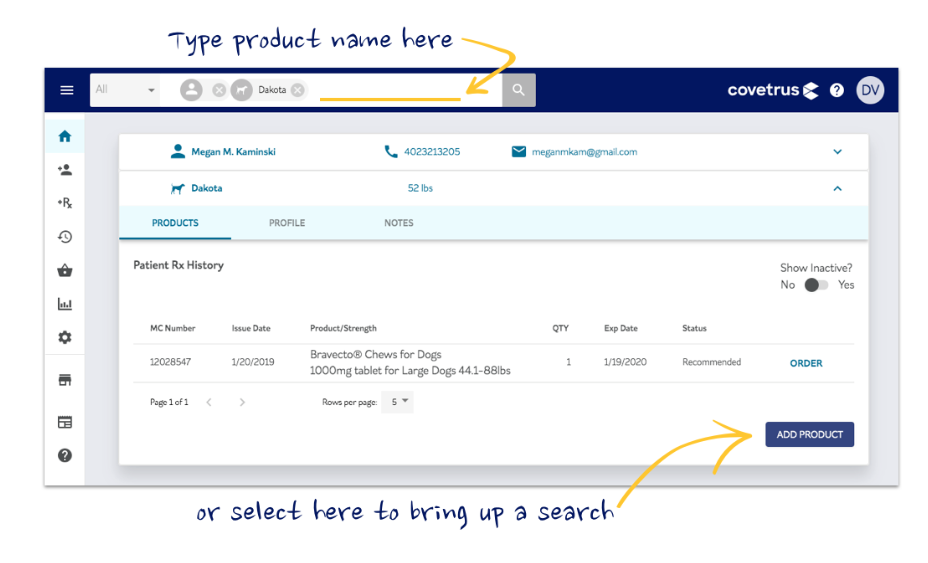 Type product name here
All
Dakota
covetrus
DV
Megan M. Kaminski 4023213205 meganmkam@gmail.com
Dakota 52 lbs
PRODUCTS PROFILE NOTES
Patient Rx History
Show Inactive?
No Yes
MC Number Issue Date Product/Strength QTY Exp Date Status
12028547 1/20/2019 Bravecto® Chews for Dogs 1 1/19/2020 Recommended ORDER
1000mg tablet for Large Dogs 44.1-88lbs
Page 1 of 1 < > Rows per page: 5
ADD PRODUCT
or select here to bring up a search